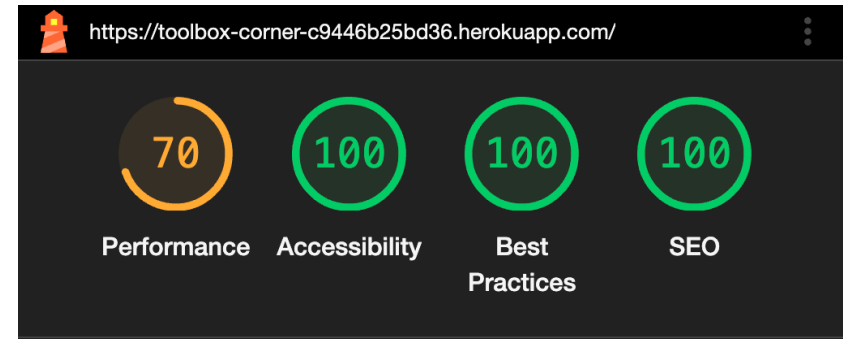 https://toolbox-corner-c9446b25bd36.herokuapp.com/
70 100 100 100
Performance Accessibility Best Practices SEO